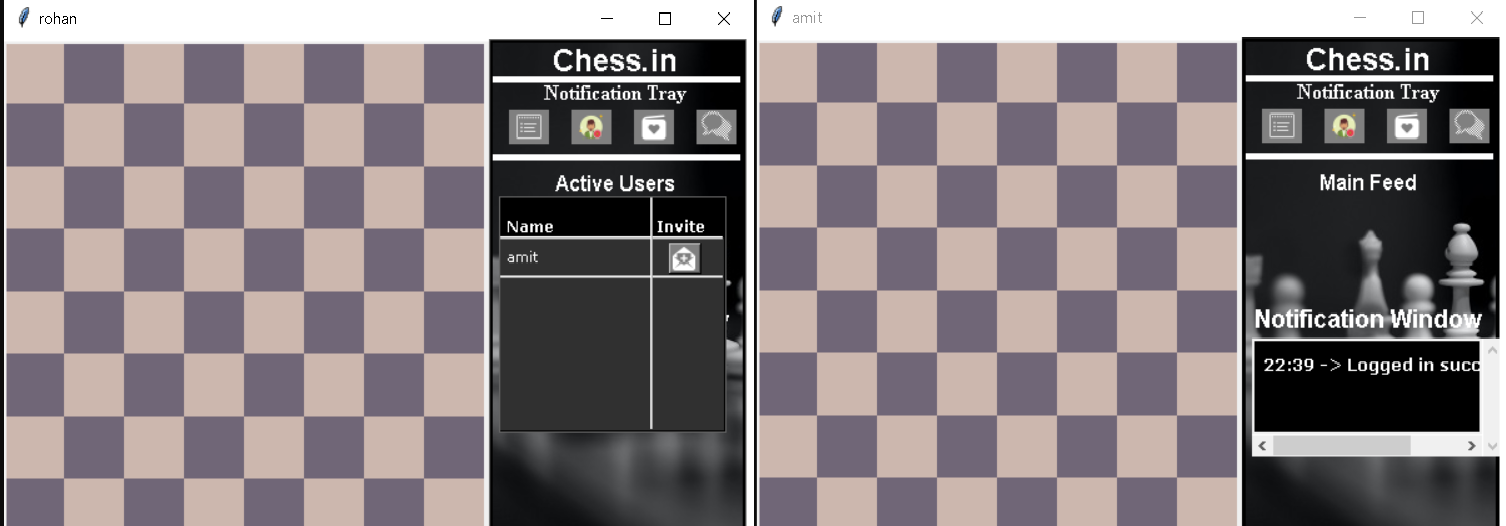 rohan
Chess.in
Notification Tray
Active Users
Name Invite
amit
amit
Chess.in
Notification Tray
Main Feed
Notification Window
22:39 -> Logged in succ